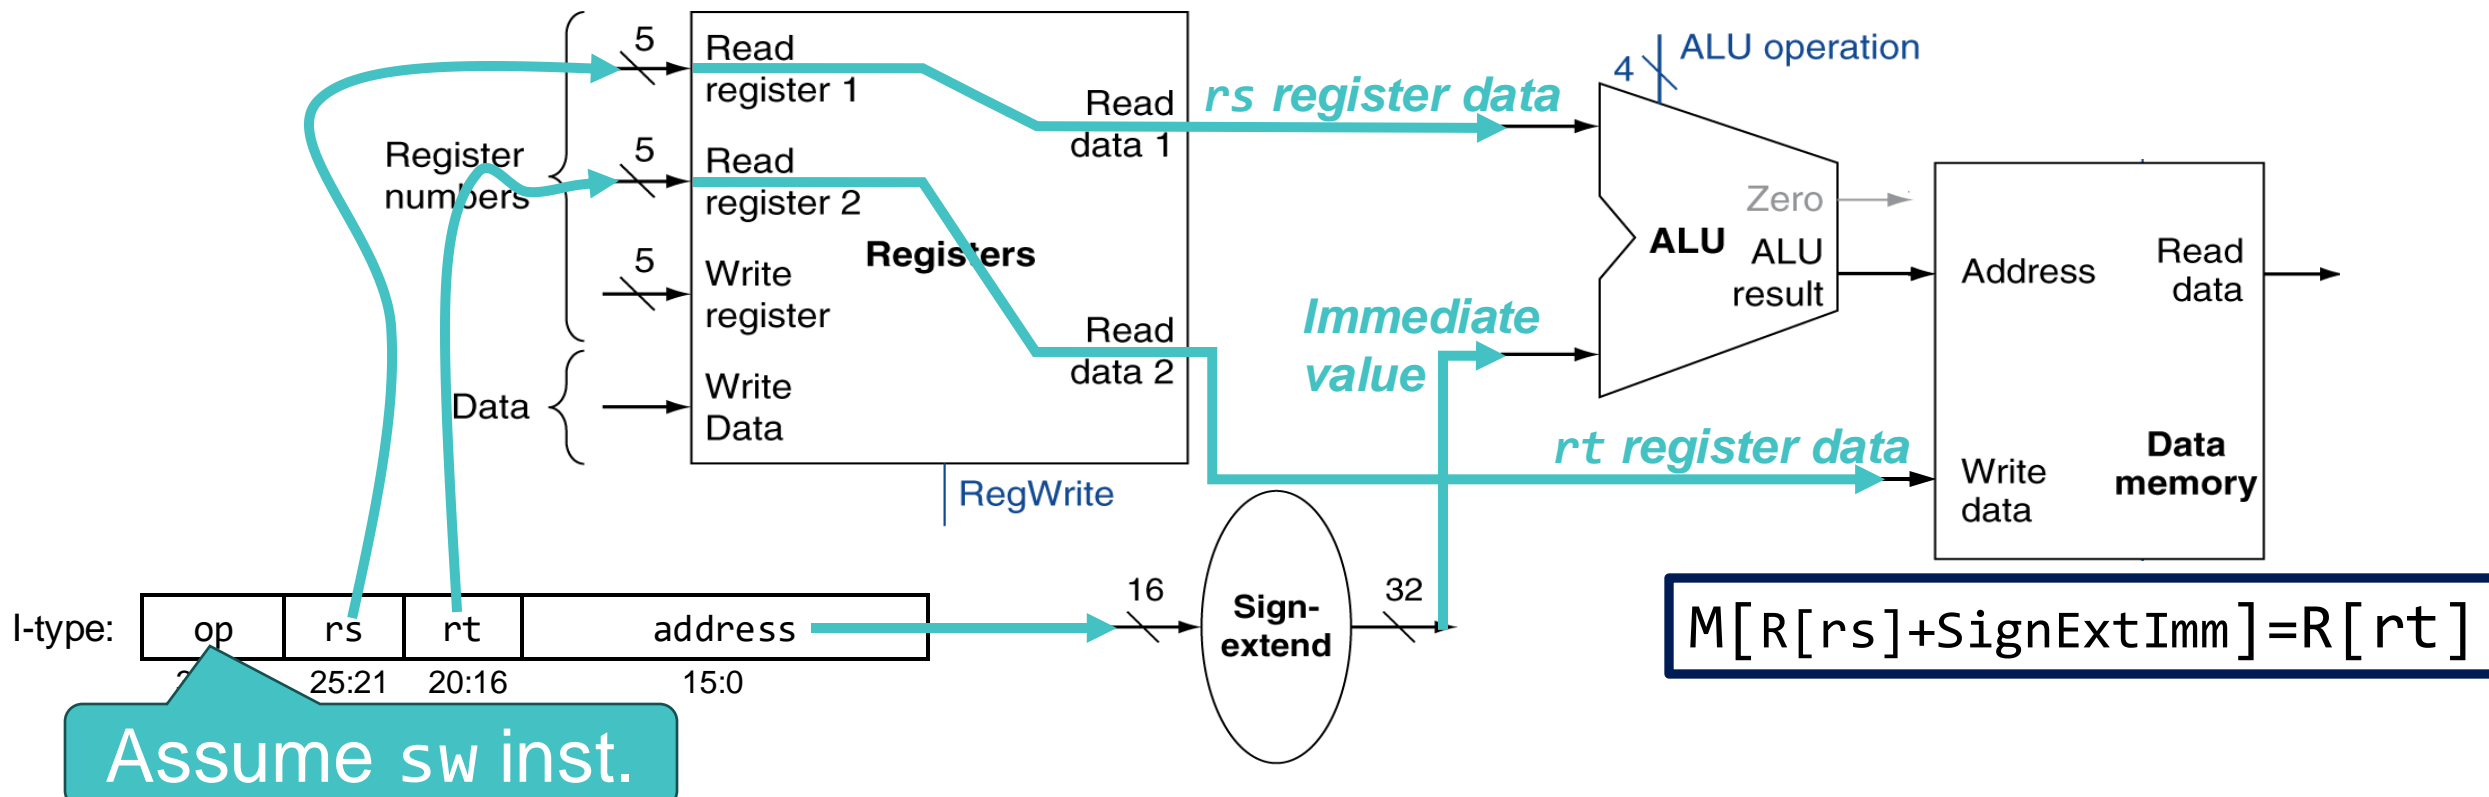 5
Read
register 1
Read
data 1
rs register data
4
ALU operation
Register
numbers
5
Read
register 2
Registers
5
Write
register
Read
data 2
Data
Write
Data
RegWrite
Immediate
value
Zero
ALU
ALU
result
Address
Read
data
rt register data
Write
data
Data
memory
I-type:
op
rs
rt
address
25:21
20:16
15:0
16
Sign-
extend
32
M[R[rs]+SignExtImm]=R[rt]
Assume sw inst.